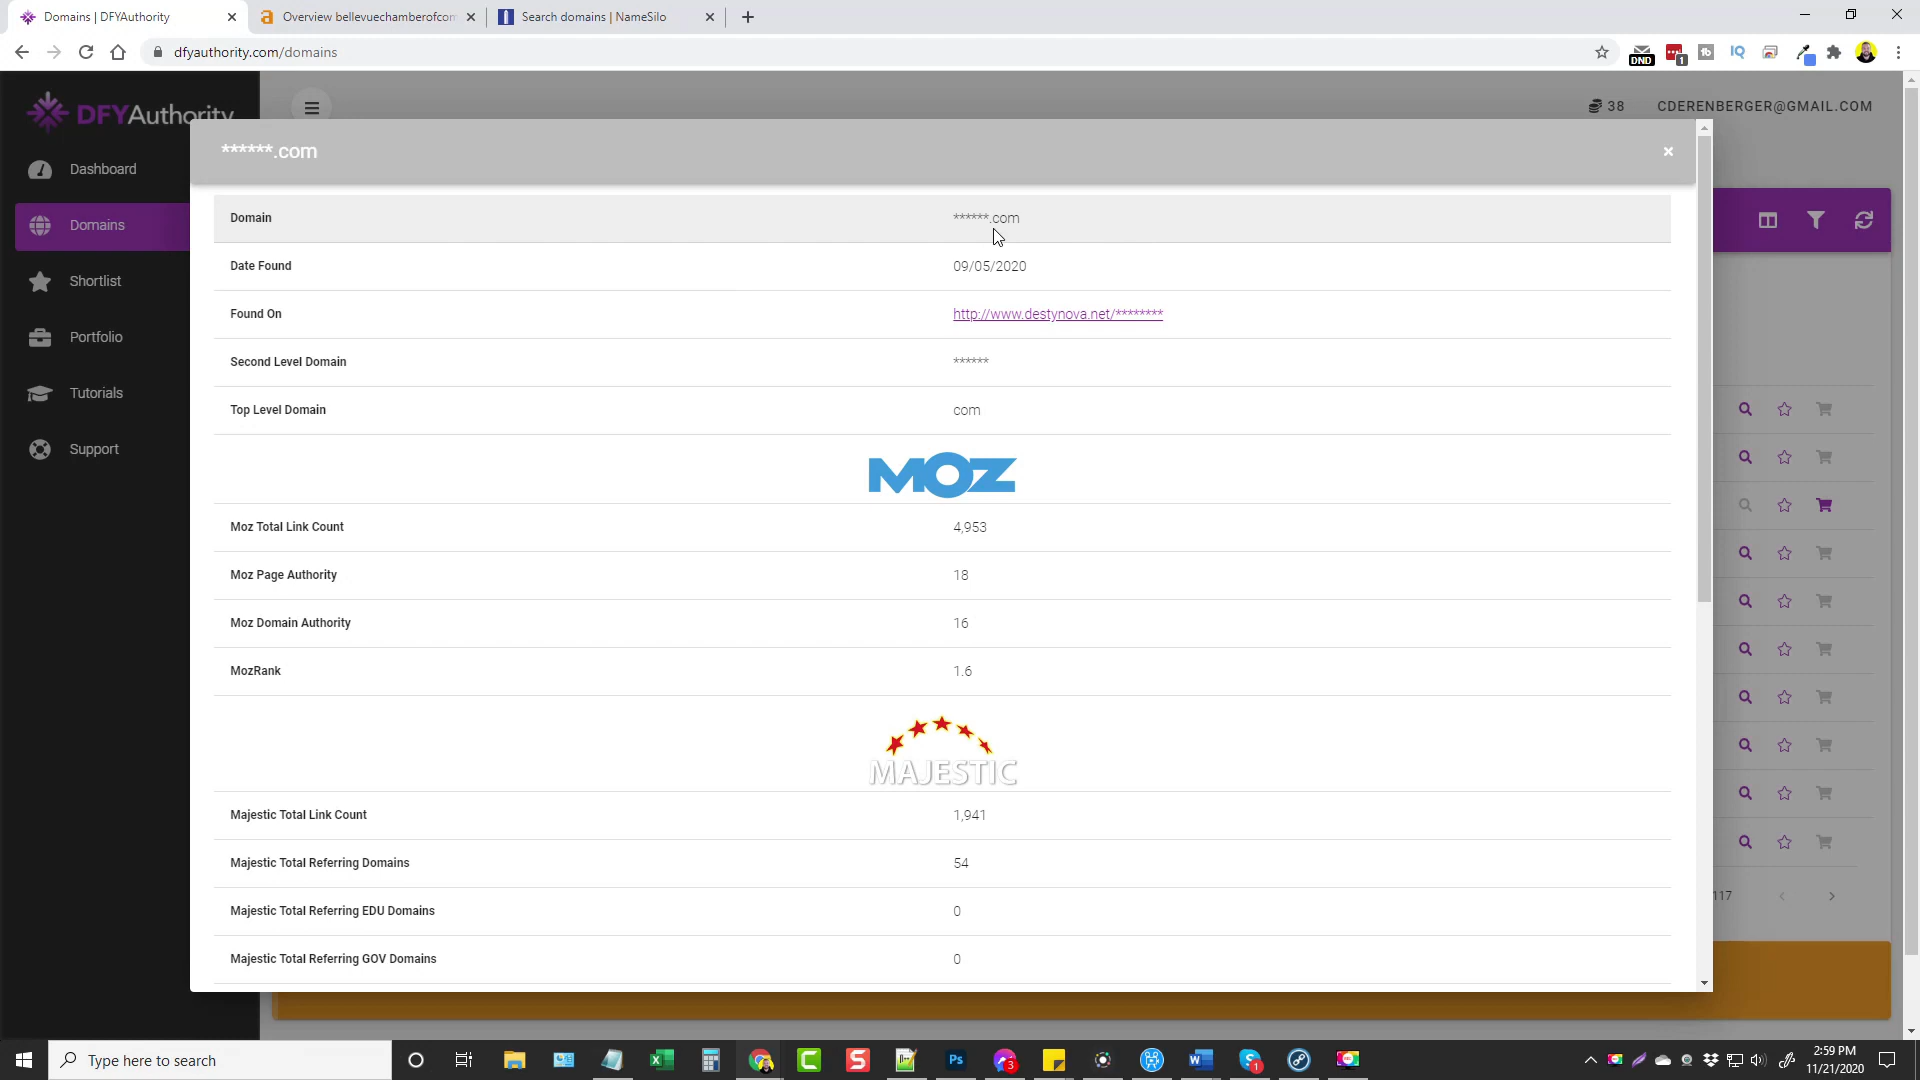 Domains | DFYAuthority
Overview bellevuechamberofcom
Search domains | NameSilo
dfyauthority.com/domains
DND
1
DFYAuthority
38
CDERENBERGER@GMAIL.COM
Dashboard
Domains
Shortlist
Portfolio
Tutorials
Support
******.com
Domain ******.com
Date Found 09/05/2020
Found On http://www.destynova.net/********
Second Level Domain ******
Top Level Domain com
MOZ
Moz Total Link Count 4,953
Moz Page Authority 18
Moz Domain Authority 16
MozRank 1.6
MAJESTIC
Majestic Total Link Count 1,941
Majestic Total Referring Domains 54
Majestic Total Referring EDU Domains 0
Majestic Total Referring GOV Domains 0
117
Type here to search
Ps
3
1
2:59 PM
11/21/2020